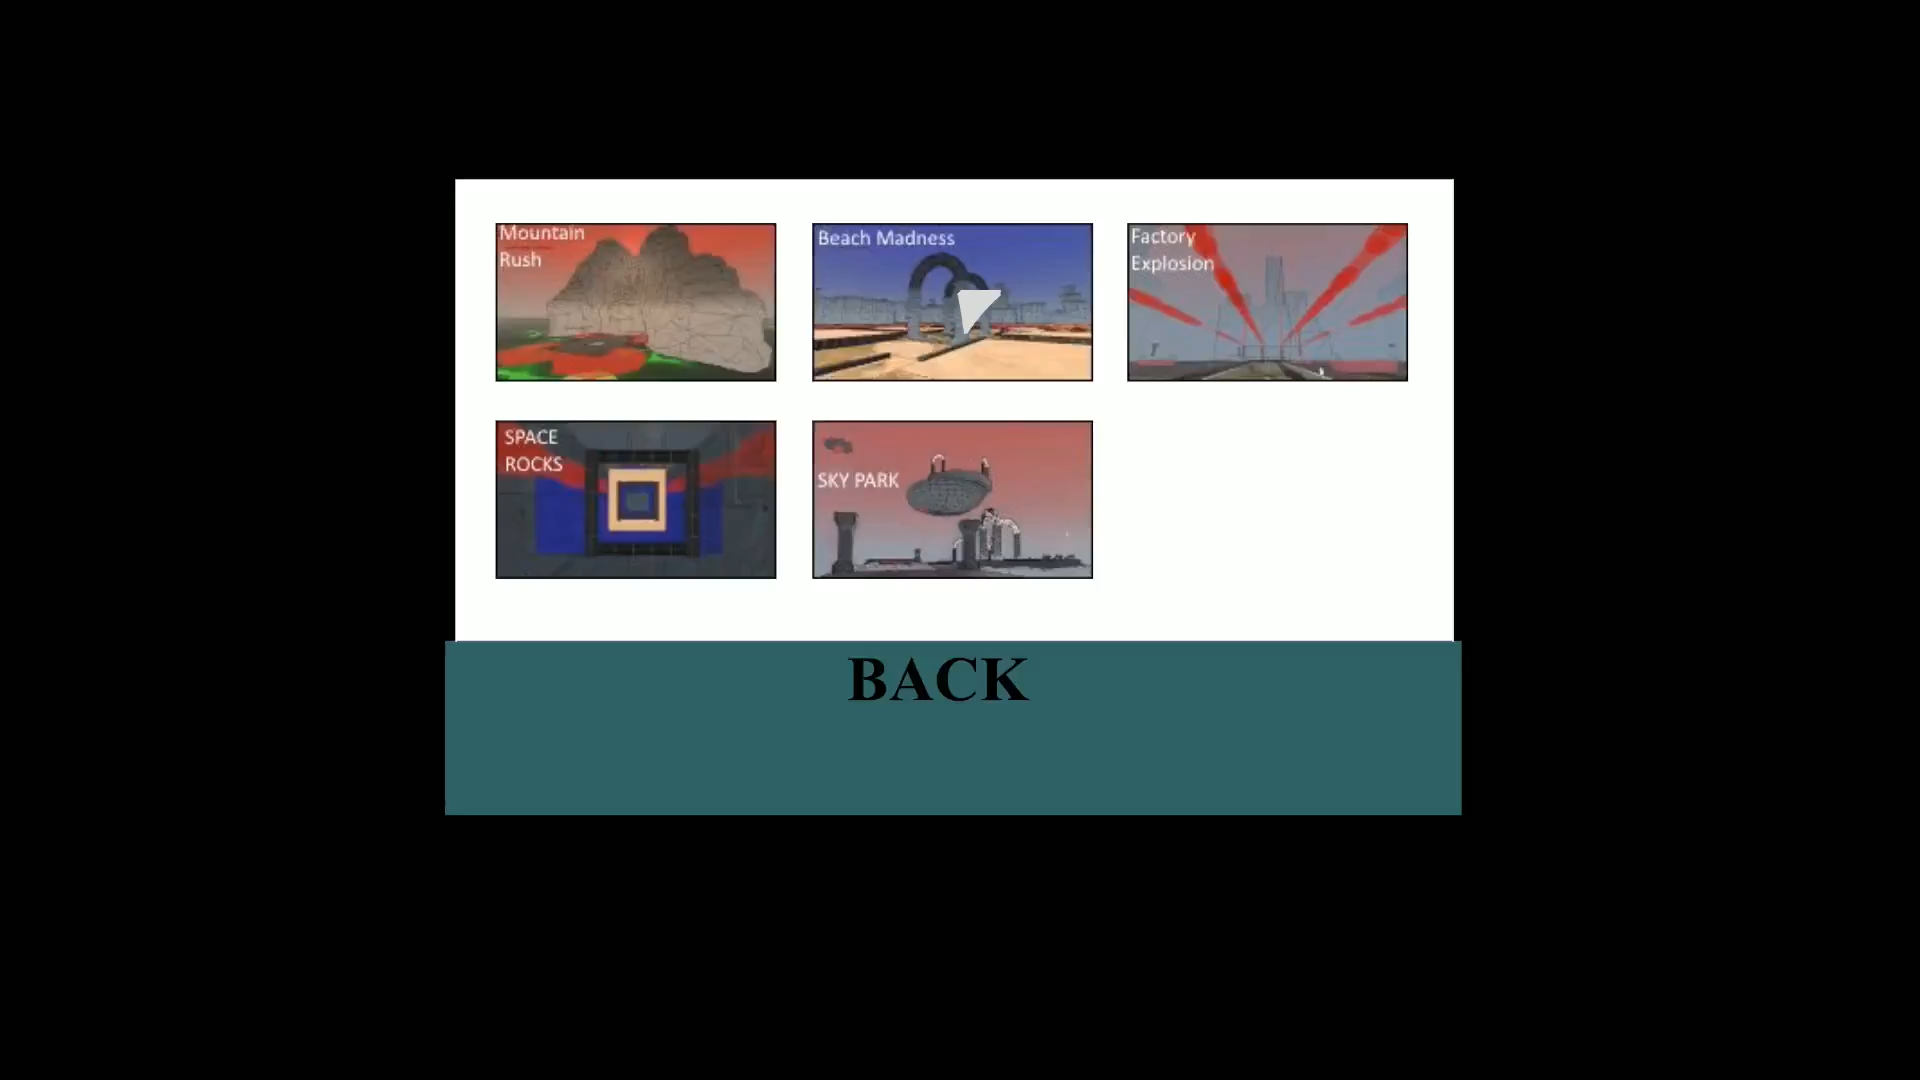 Mountain
Rush
Beach Madness
Factory
Explosion
SPACE
ROCKS
SKY PARK
BACK